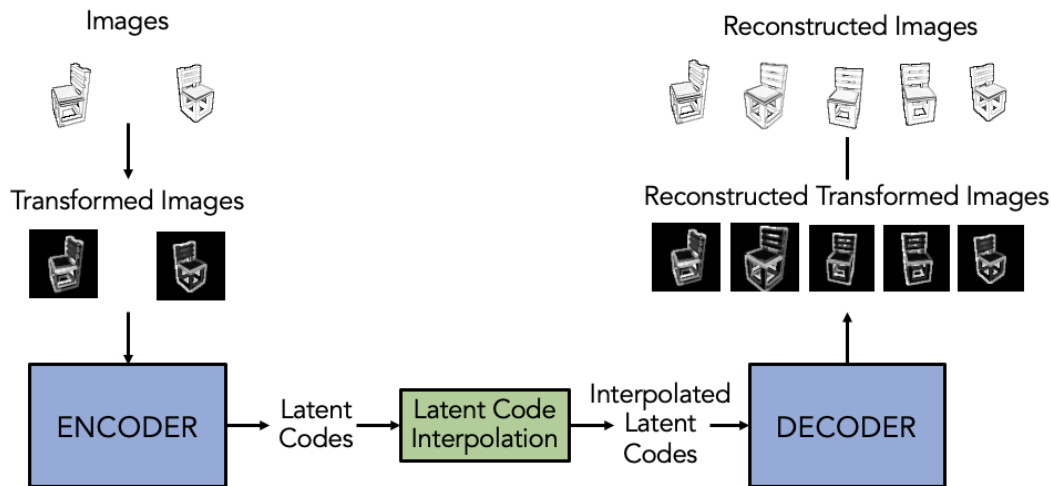 Images
Transformed Images
ENCODER
Latent
Codes
Latent Code
Interpolation
Interpolated
Latent
Codes
DECODER
Reconstructed Transformed Images
Reconstructed Images